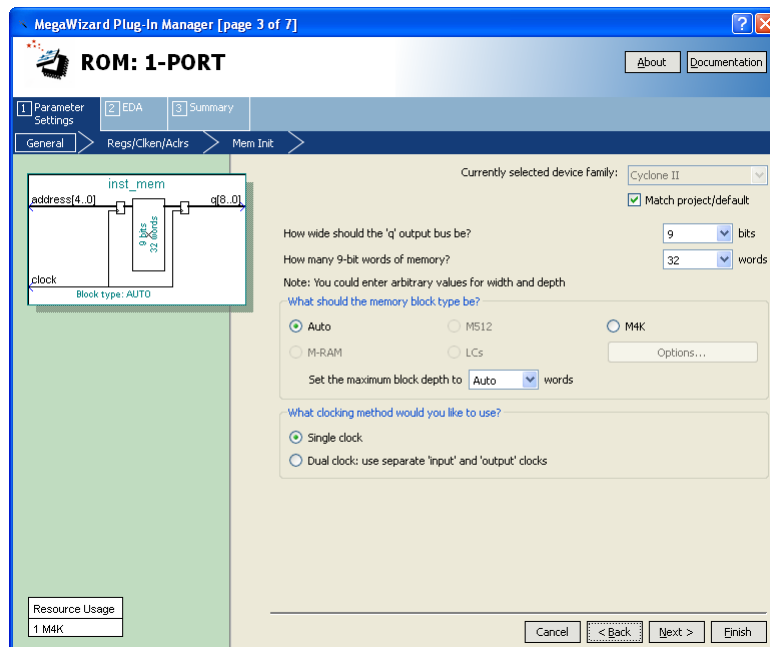 MegaWizard Plug-In Manager [page 3 of 7]
ROM: 1-PORT
About
Documentation
1 Parameter Settings
2 EDA
3 Summary
General
Regs/Clken/Aclrs
Mem Init
inst_mem
address[4..0]
q[8..0]
9 bits
32 words
clock
Block type: AUTO
Currently selected device family:
Cyclone II
Match project/default
How wide should the 'q' output bus be?
9
bits
How many 9-bit words of memory?
32
words
Note: You could enter arbitrary values for width and depth
What should the memory block type be?
Auto
M512
M4K
M-RAM
LCs
Options...
Set the maximum block depth to
Auto
words
What clocking method would you like to use?
Single clock
Dual clock: use separate 'input' and 'output' clocks
Resource Usage
1 M4K
Cancel
< Back
Next >
Finish